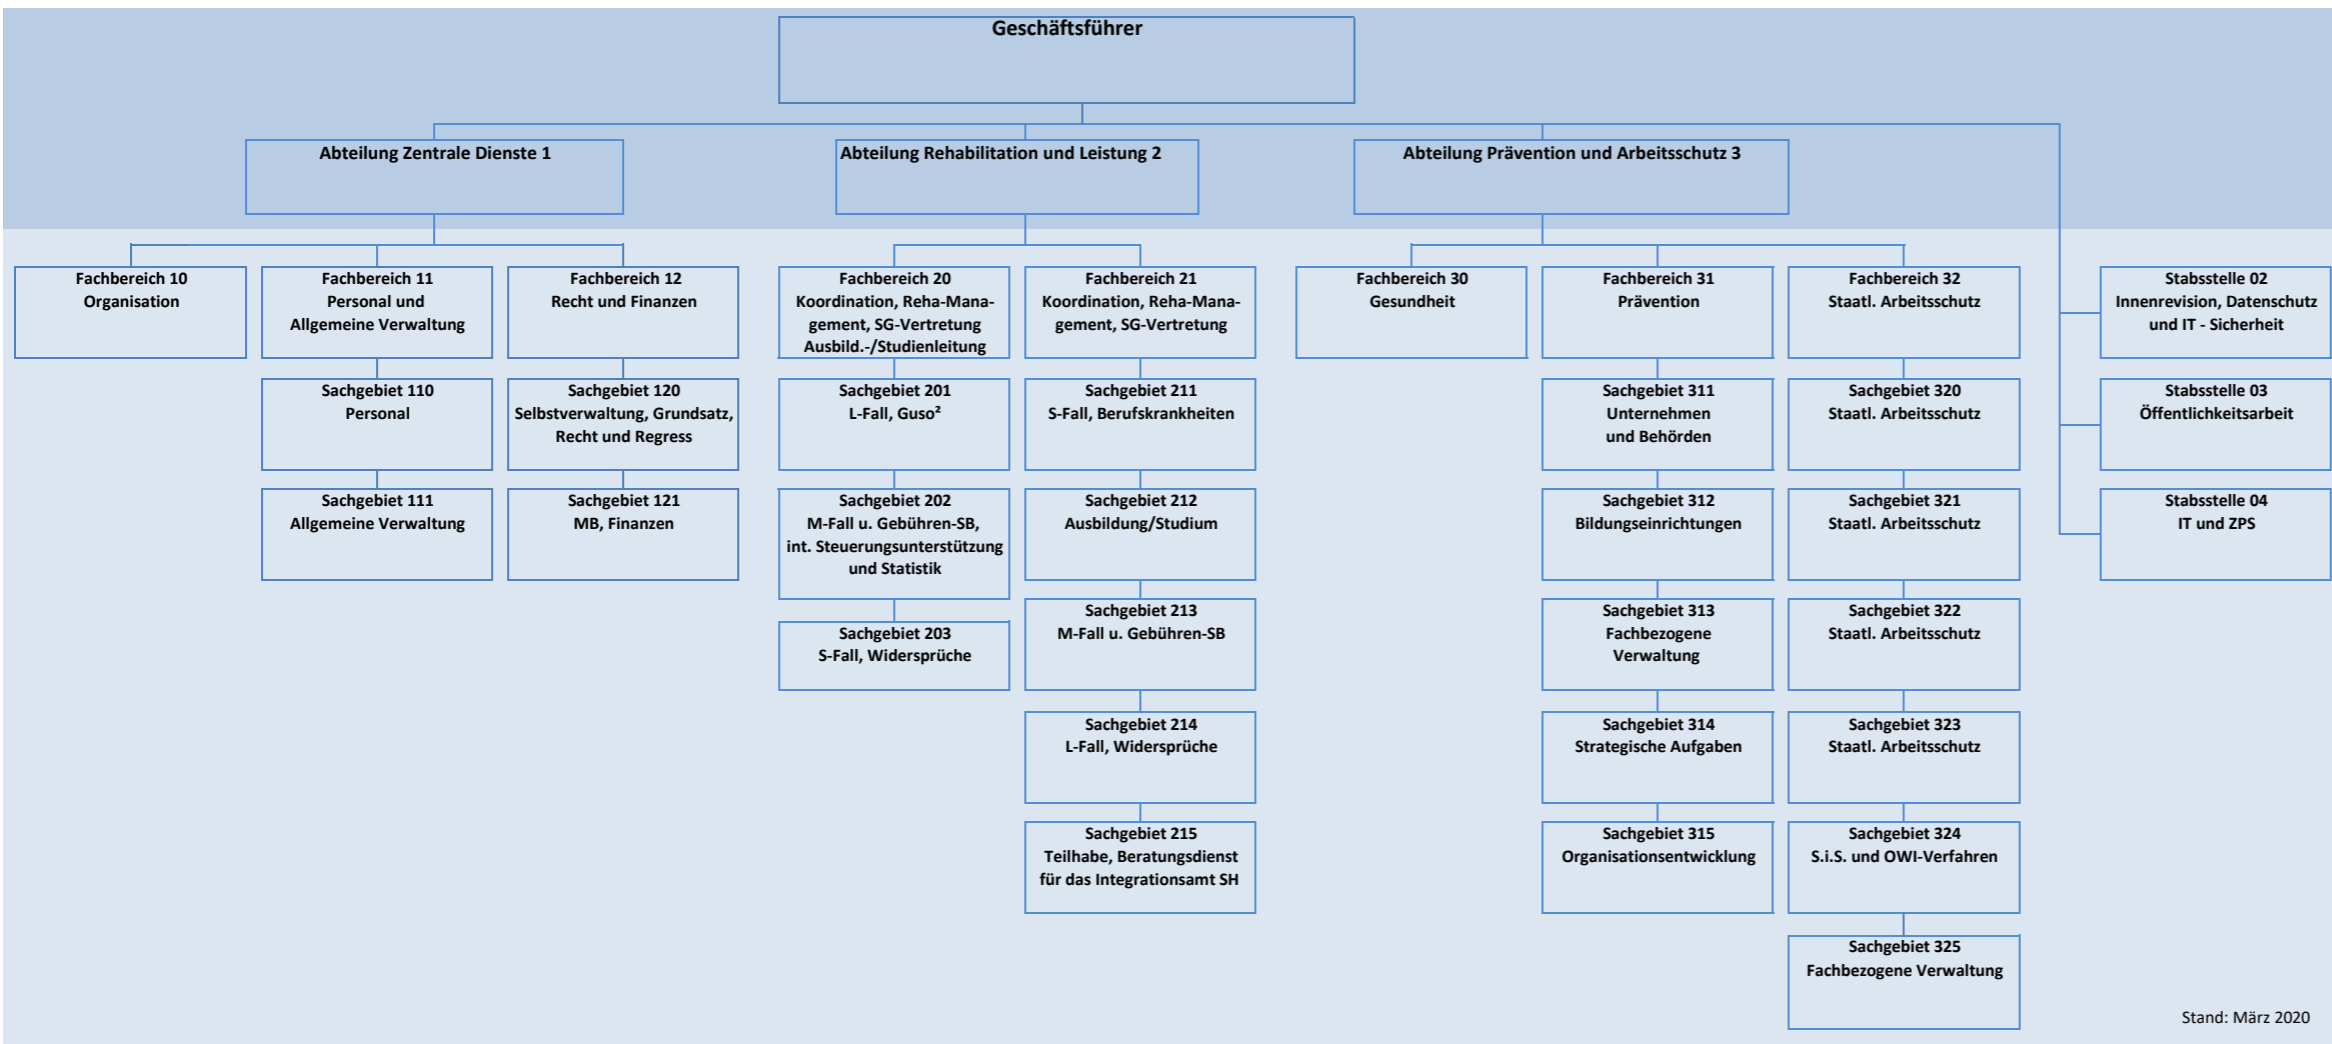 Geschäftsführer
Abteilung Zentrale Dienste 1
Abteilung Rehabilitation und Leistung 2
Abteilung Prävention und Arbeitsschutz 3
Fachbereich 10
Organisation
Fachbereich 11
Personal und
Allgemeine Verwaltung
Fachbereich 12
Recht und Finanzen
Fachbereich 20
Koordination, Reha-Mana-
gement, SG-Vertretung
Ausbild.-/Studienleitung
Fachbereich 21
Koordination, Reha-Mana-
gement, SG-Vertretung
Fachbereich 30
Gesundheit
Fachbereich 31
Prävention
Fachbereich 32
Staatl. Arbeitsschutz
Stabsstelle 02
Innenrevision, Datenschutz
und IT - Sicherheit
Sachgebiet 110
Personal
Sachgebiet 120
Selbstverwaltung, Grundsatz,
Recht und Regress
Sachgebiet 201
L-Fall, Guso²
Sachgebiet 211
S-Fall, Berufskrankheiten
Sachgebiet 311
Unternehmen
und Behörden
Sachgebiet 320
Staatl. Arbeitsschutz
Stabsstelle 03
Öffentlichkeitsarbeit
Sachgebiet 111
Allgemeine Verwaltung
Sachgebiet 121
MB, Finanzen
Sachgebiet 202
M-Fall u. Gebühren-SB,
int. Steuerungsunterstützung
und Statistik
Sachgebiet 212
Ausbildung/Studium
Sachgebiet 312
Bildungseinrichtungen
Sachgebiet 321
Staatl. Arbeitsschutz
Stabsstelle 04
IT und ZPS
Sachgebiet 203
S-Fall, Widersprüche
Sachgebiet 213
M-Fall u. Gebühren-SB
Sachgebiet 313
Fachbezogene
Verwaltung
Sachgebiet 322
Staatl. Arbeitsschutz
Sachgebiet 214
L-Fall, Widersprüche
Sachgebiet 314
Strategische Aufgaben
Sachgebiet 323
Staatl. Arbeitsschutz
Sachgebiet 215
Teilhabe, Beratungsdienst
für das Integrationsamt SH
Sachgebiet 315
Organisationsentwicklung
Sachgebiet 324
S.i.S. und OWI-Verfahren
Sachgebiet 325
Fachbezogene Verwaltung
Stand: März 2020